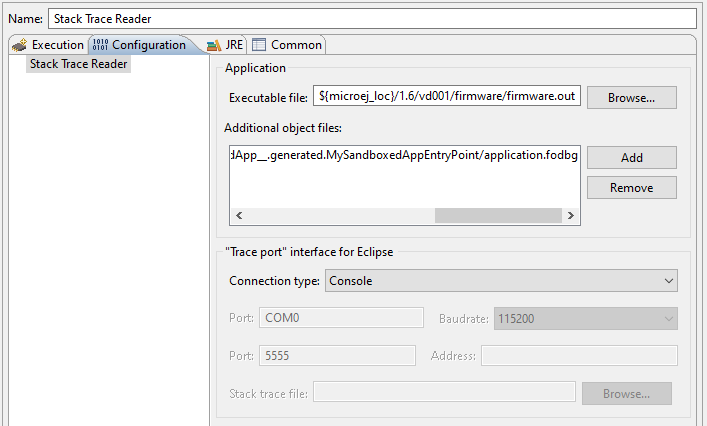 Name: Stack Trace Reader
Execution Configuration JRE Common
Stack Trace Reader
Application
Executable file: ${microej_loc}/1.6/vd001/firmware/firmware.out Browse...
Additional object files:
dApp__.generated.MySandboxedAppEntryPoint/application.fodbg Add
Remove
"Trace port" interface for Eclipse
Connection type: Console
Port: COM0 Baudrate: 115200
Port: 5555 Address:
Stack trace file: Browse...